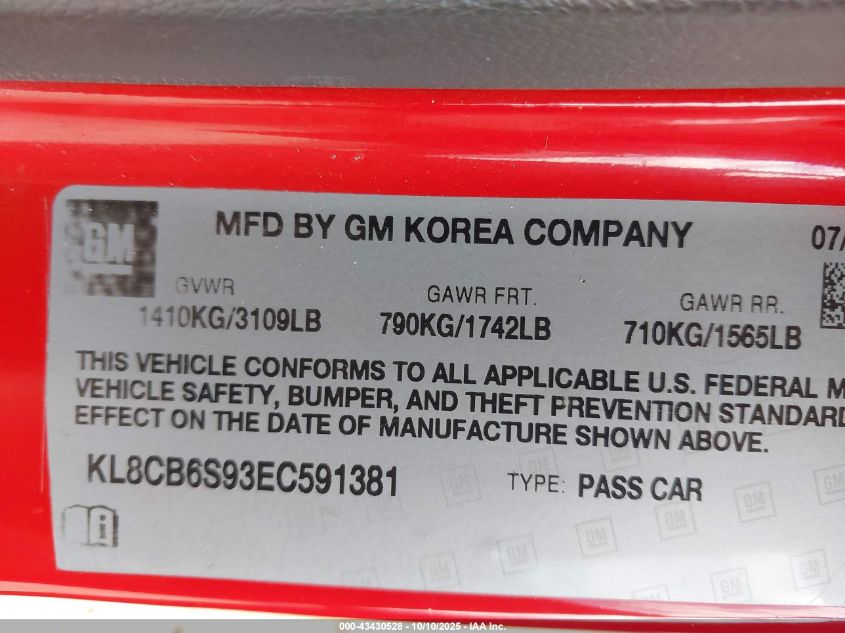 GM
MFD BY GM KOREA COMPANY
07/
GVWR
GAWR FRT.
GAWR RR.
1410KG/3109LB
790KG/1742LB
710KG/1565LB
THIS VEHICLE CONFORMS TO ALL APPLICABLE U.S. FEDERAL M
VEHICLE SAFETY, BUMPER, AND THEFT PREVENTION STANDARD
EFFECT ON THE DATE OF MANUFACTURE SHOWN ABOVE.
KL8CB6S93EC591381
TYPE: PASS CAR
000-43430528 - 10/10/2025 - IAA Inc.